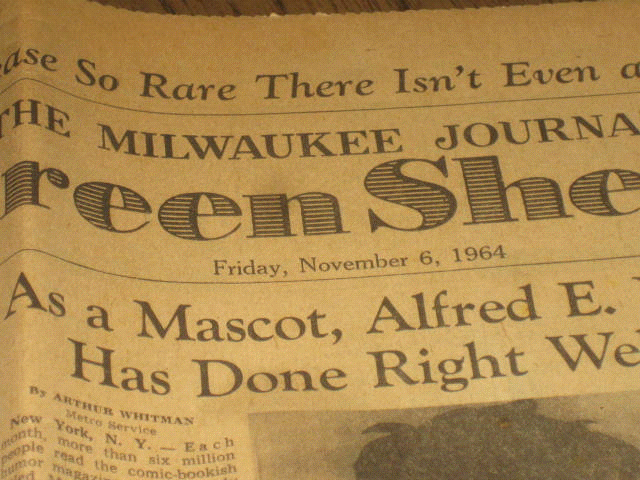 ase So Rare There Isn't Even a
THE MILWAUKEE JOURNA
reen She
Friday, November 6, 1964
As a Mascot, Alfred E.
Has Done Right We
By ARTHUR WHITMAN
Metro Service
New York, N. Y. — Each
month, more than six million
people read the comic-bookish
humor magazi